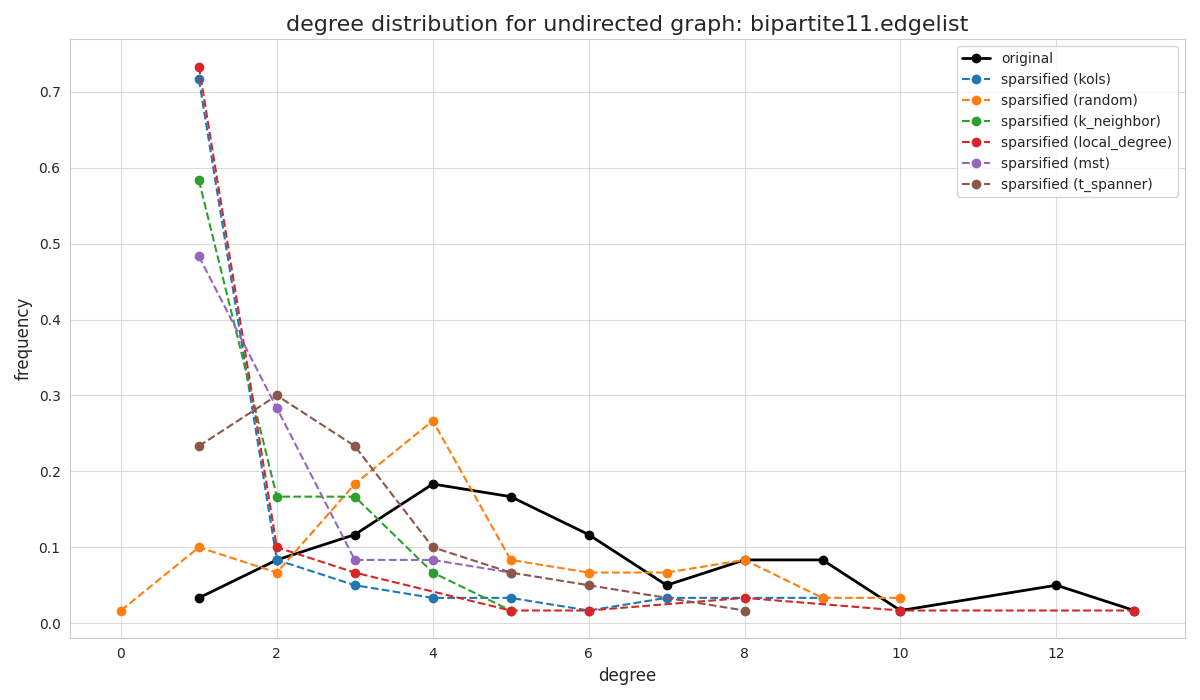 degree distribution for undirected graph: bipartite11.edgelist
original
sparsified (kols)
sparsified (random)
sparsified (k_neighbor)
sparsified (local_degree)
sparsified (mst)
sparsified (t_spanner)
frequency
0.7
0.6
0.5
0.4
0.3
0.2
0.1
0.0
0 2 4 6 8 10 12
degree